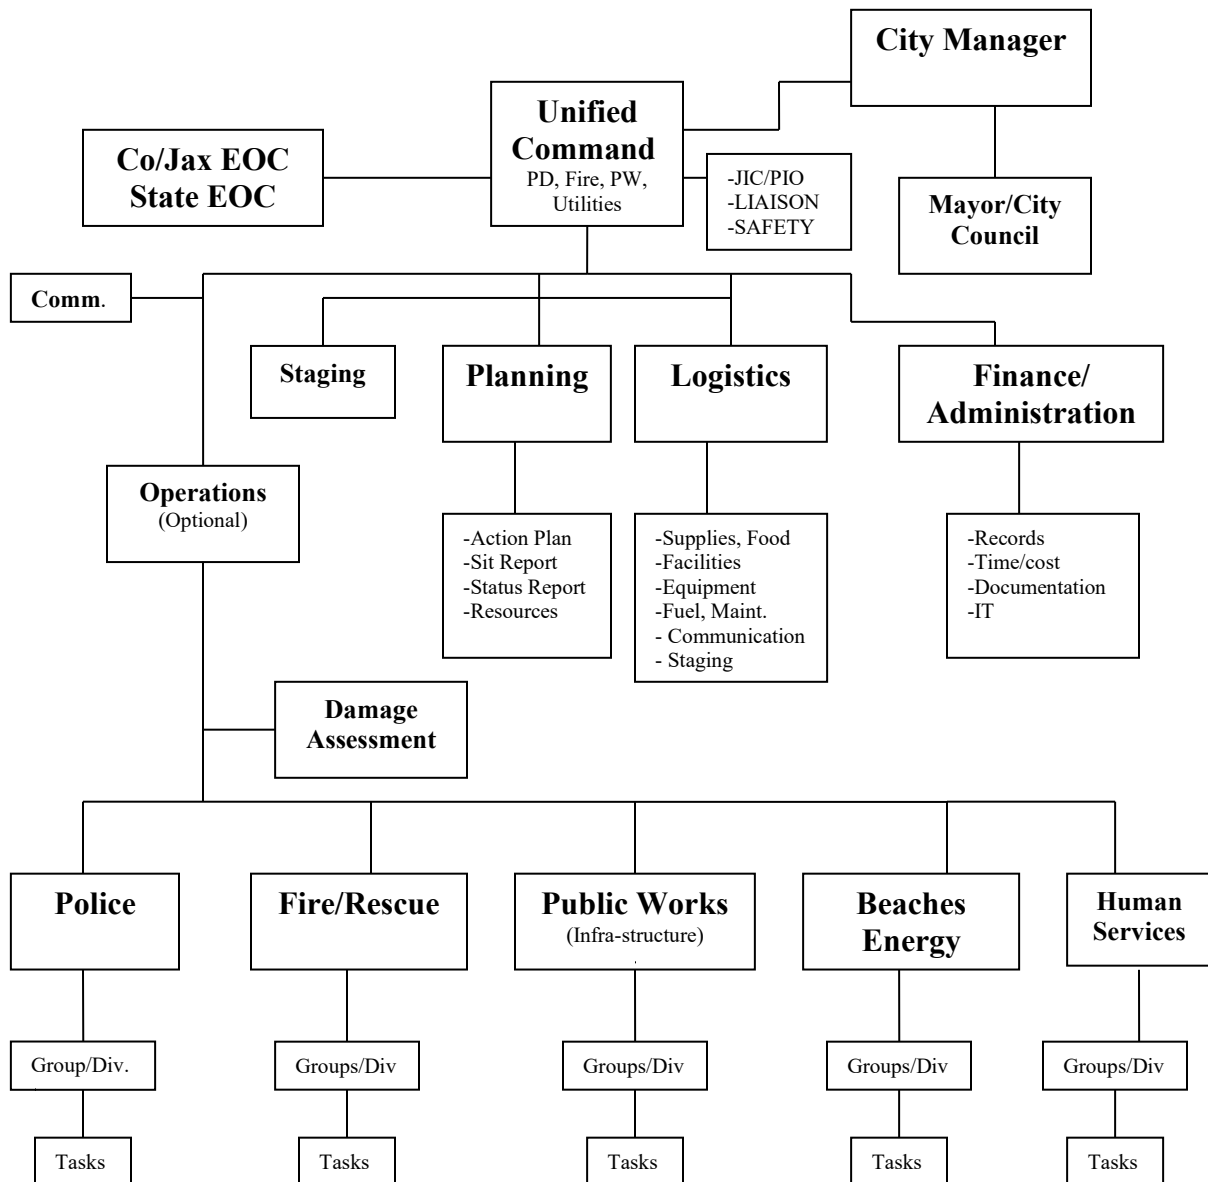 City Manager
Unified
Command
PD, Fire, PW,
Utilities
Co/Jax EOC
State EOC
-JIC/PIO
-LIAISON
-SAFETY
Mayor/City
Council
Comm.
Staging
Planning
Logistics
Finance/
Administration
Operations
(Optional)
-Action Plan
-Sit Report
-Status Report
-Resources
-Supplies, Food
-Facilities
-Equipment
-Fuel, Maint.
- Communication
- Staging
-Records
-Time/cost
-Documentation
-IT
Damage
Assessment
Police
Fire/Rescue
Public Works
(Infra-structure)
Beaches
Energy
Human
Services
Group/Div.
Groups/Div
Groups/Div
Groups/Div
Groups/Div
Tasks
Tasks
Tasks
Tasks
Tasks